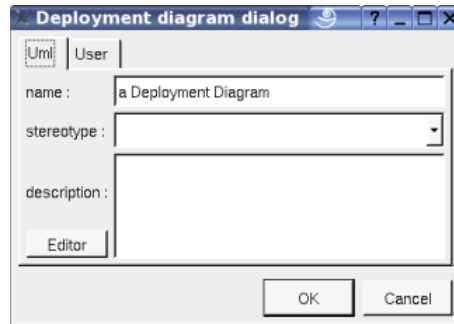 Deployment diagram dialog ? _ X
Uml User
name : a Deployment Diagram
stereotype :
description :
Editor
OK Cancel